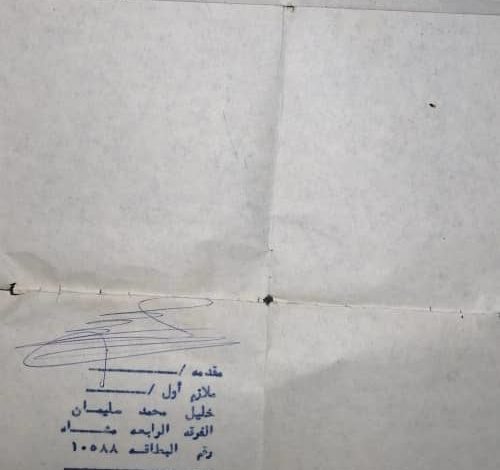 مقدمه /
ملازم أول /
خليل محمد سليمان
الفرقه الرابعه مشاه
رقم البطاقه ١٠٥٨٨